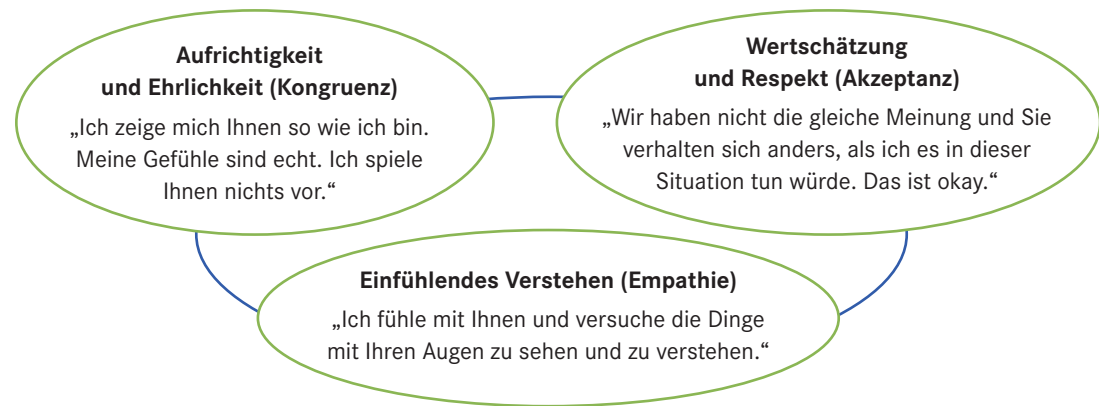 Aufrichtigkeit
und Ehrlichkeit (Kongruenz)
„Ich zeige mich Ihnen so wie ich bin.
Meine Gefühle sind echt. Ich spiele
Ihnen nichts vor.“
Wertschätzung
und Respekt (Akzeptanz)
„Wir haben nicht die gleiche Meinung und Sie
verhalten sich anders, als ich es in dieser
Situation tun würde. Das ist okay.“
Einfühlendes Verstehen (Empathie)
„Ich fühle mit Ihnen und versuche die Dinge
mit Ihren Augen zu sehen und zu verstehen.“